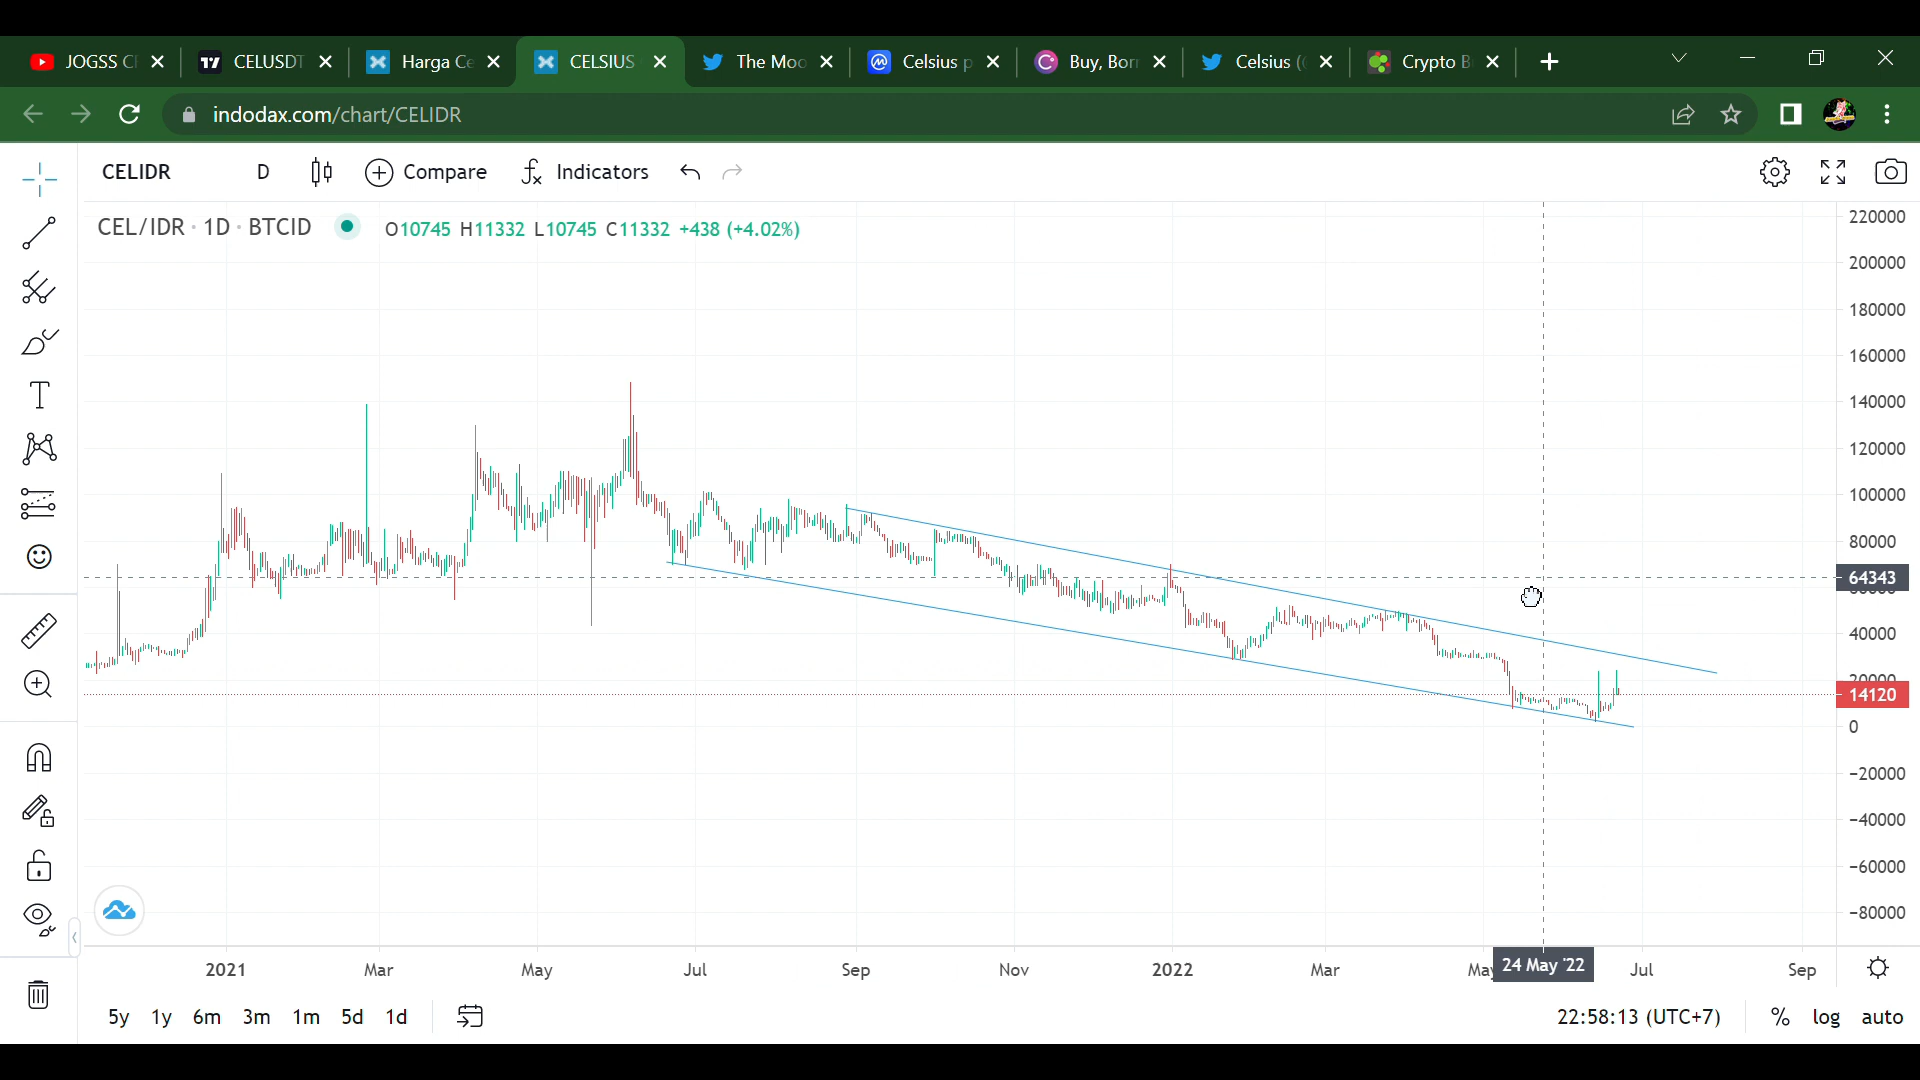 JOGSS C
CELUSDT
Harga Ce
CELSIUS
The Moo
Celsius p
Buy, Bor
Celsius (
Crypto B
indodax.com/chart/CELIDR
CELIDR D Compare Indicators
CEL/IDR · 1D · BTCID O10745 H11332 L10745 C11332 +438 (+4.02%)
220000
200000
180000
160000
140000
120000
100000
80000
64343
40000
20000
14120
0
-20000
-40000
-60000
-80000
2021 Mar May Jul Sep Nov 2022 Mar May 24 May '22 Jul Sep
5y 1y 6m 3m 1m 5d 1d 22:58:13 (UTC+7) % log auto